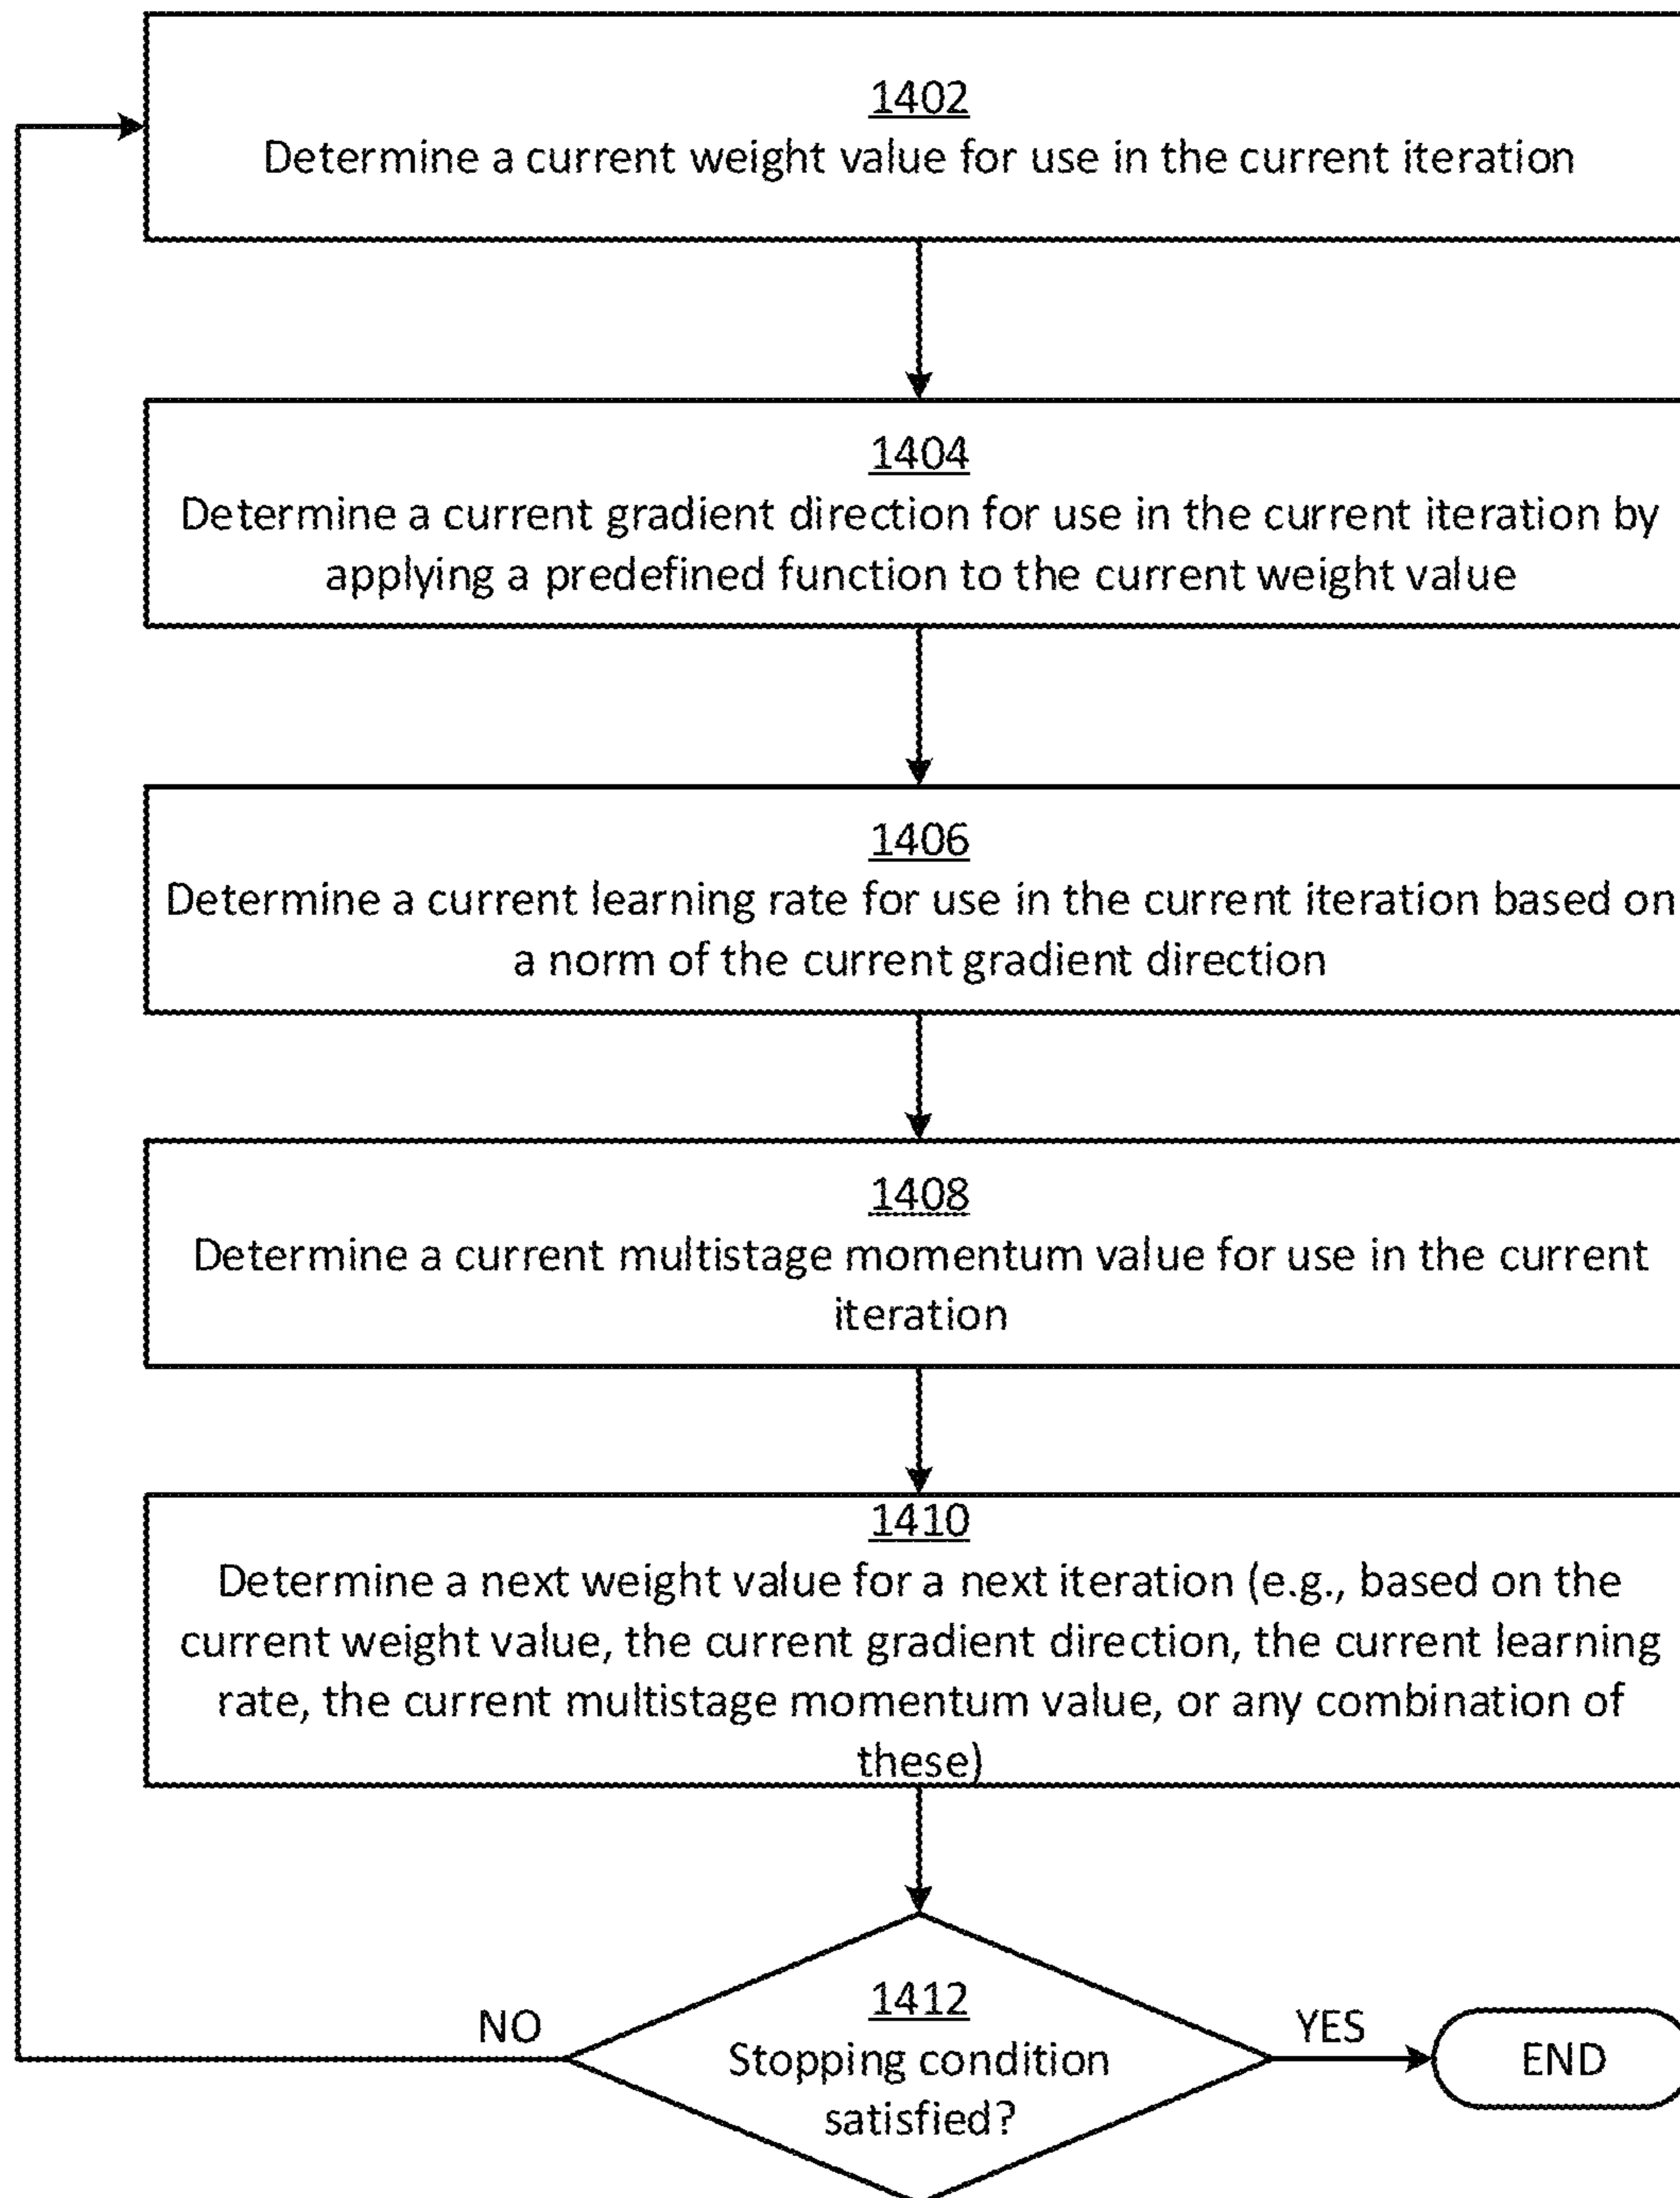 1402
Determine a current weight value for use in the current iteration
1404
Determine a current gradient direction for use in the current iteration by
applying a predefined function to the current weight value
1406
Determine a current learning rate for use in the current iteration based on
a norm of the current gradient direction
1408
Determine a current multistage momentum value for use in the current
iteration
1410
Determine a next weight value for a next iteration (e.g., based on the
current weight value, the current gradient direction, the current learning
rate, the current multistage momentum value, or any combination of
these)
NO
1412
Stopping condition
satisfied?
YES
END